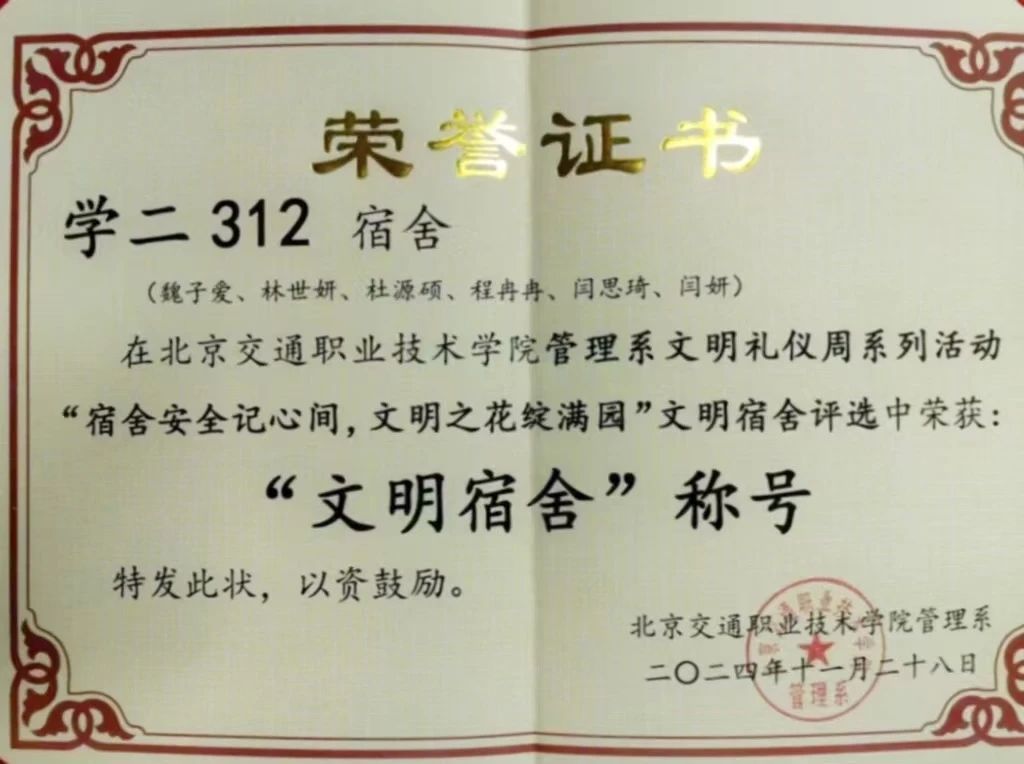 荣誉证书
学二 312 宿舍
（魏子爱、林世妍、杜源硕、程冉冉、闫思琦、闫妍）
在北京交通职业技术学院管理系文明礼仪周系列活动
“宿舍安全记心间，文明之花绽满园”文明宿舍评选中荣获：
“文明宿舍”称号
特发此状，以资鼓励。
北京交通职业技术学院管理系
二〇二四年十一月二十八日
管理系